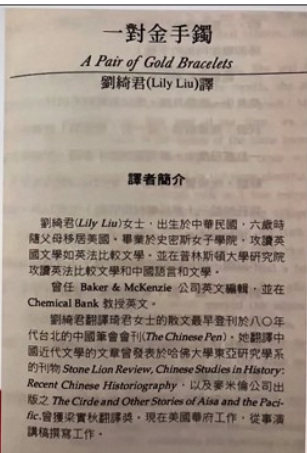 一對金手鐲
A Pair of Gold Bracelets
劉綺君(Lily Liu)譯
譯者簡介
劉綺君(Lily Liu)女士，出生於中華民國，六歲時
隨父母移居美國。畢業於史密斯女子學院，攻讀英
國文學如英法比較文學，並在普林斯頓大學研究院
攻讀英法比較文學和中國語言和文學。
曾任 Baker & McKenzie 公司英文編輯，並在
Chemical Bank 教授英文。
劉綺君翻譯琦君女士的散文最早登刊於八〇年
代台北的中國筆會會刊(The Chinese Pen)。她翻譯中
國近代文學的文章曾發表於哈佛大學東亞研究學系
的刊物 Stone Lion Review, Chinese Studies in History:
Recent Chinese Historiography，以及麥米倫公司出
版之 The Cirde and Other Stories of Aisa and the Paci-
fic.曾獲梁實秋翻譯奬。現在美國華府工作，從事演
講稿撰寫工作。